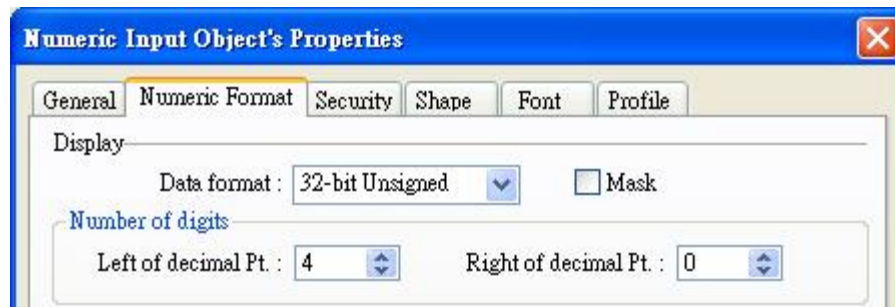 Numeric Input Object's Properties
General Numeric Format Security Shape Font Profile
Display
Data format : 32-bit Unsigned Mask
Number of digits
Left of decimal Pt. : 4 Right of decimal Pt. : 0